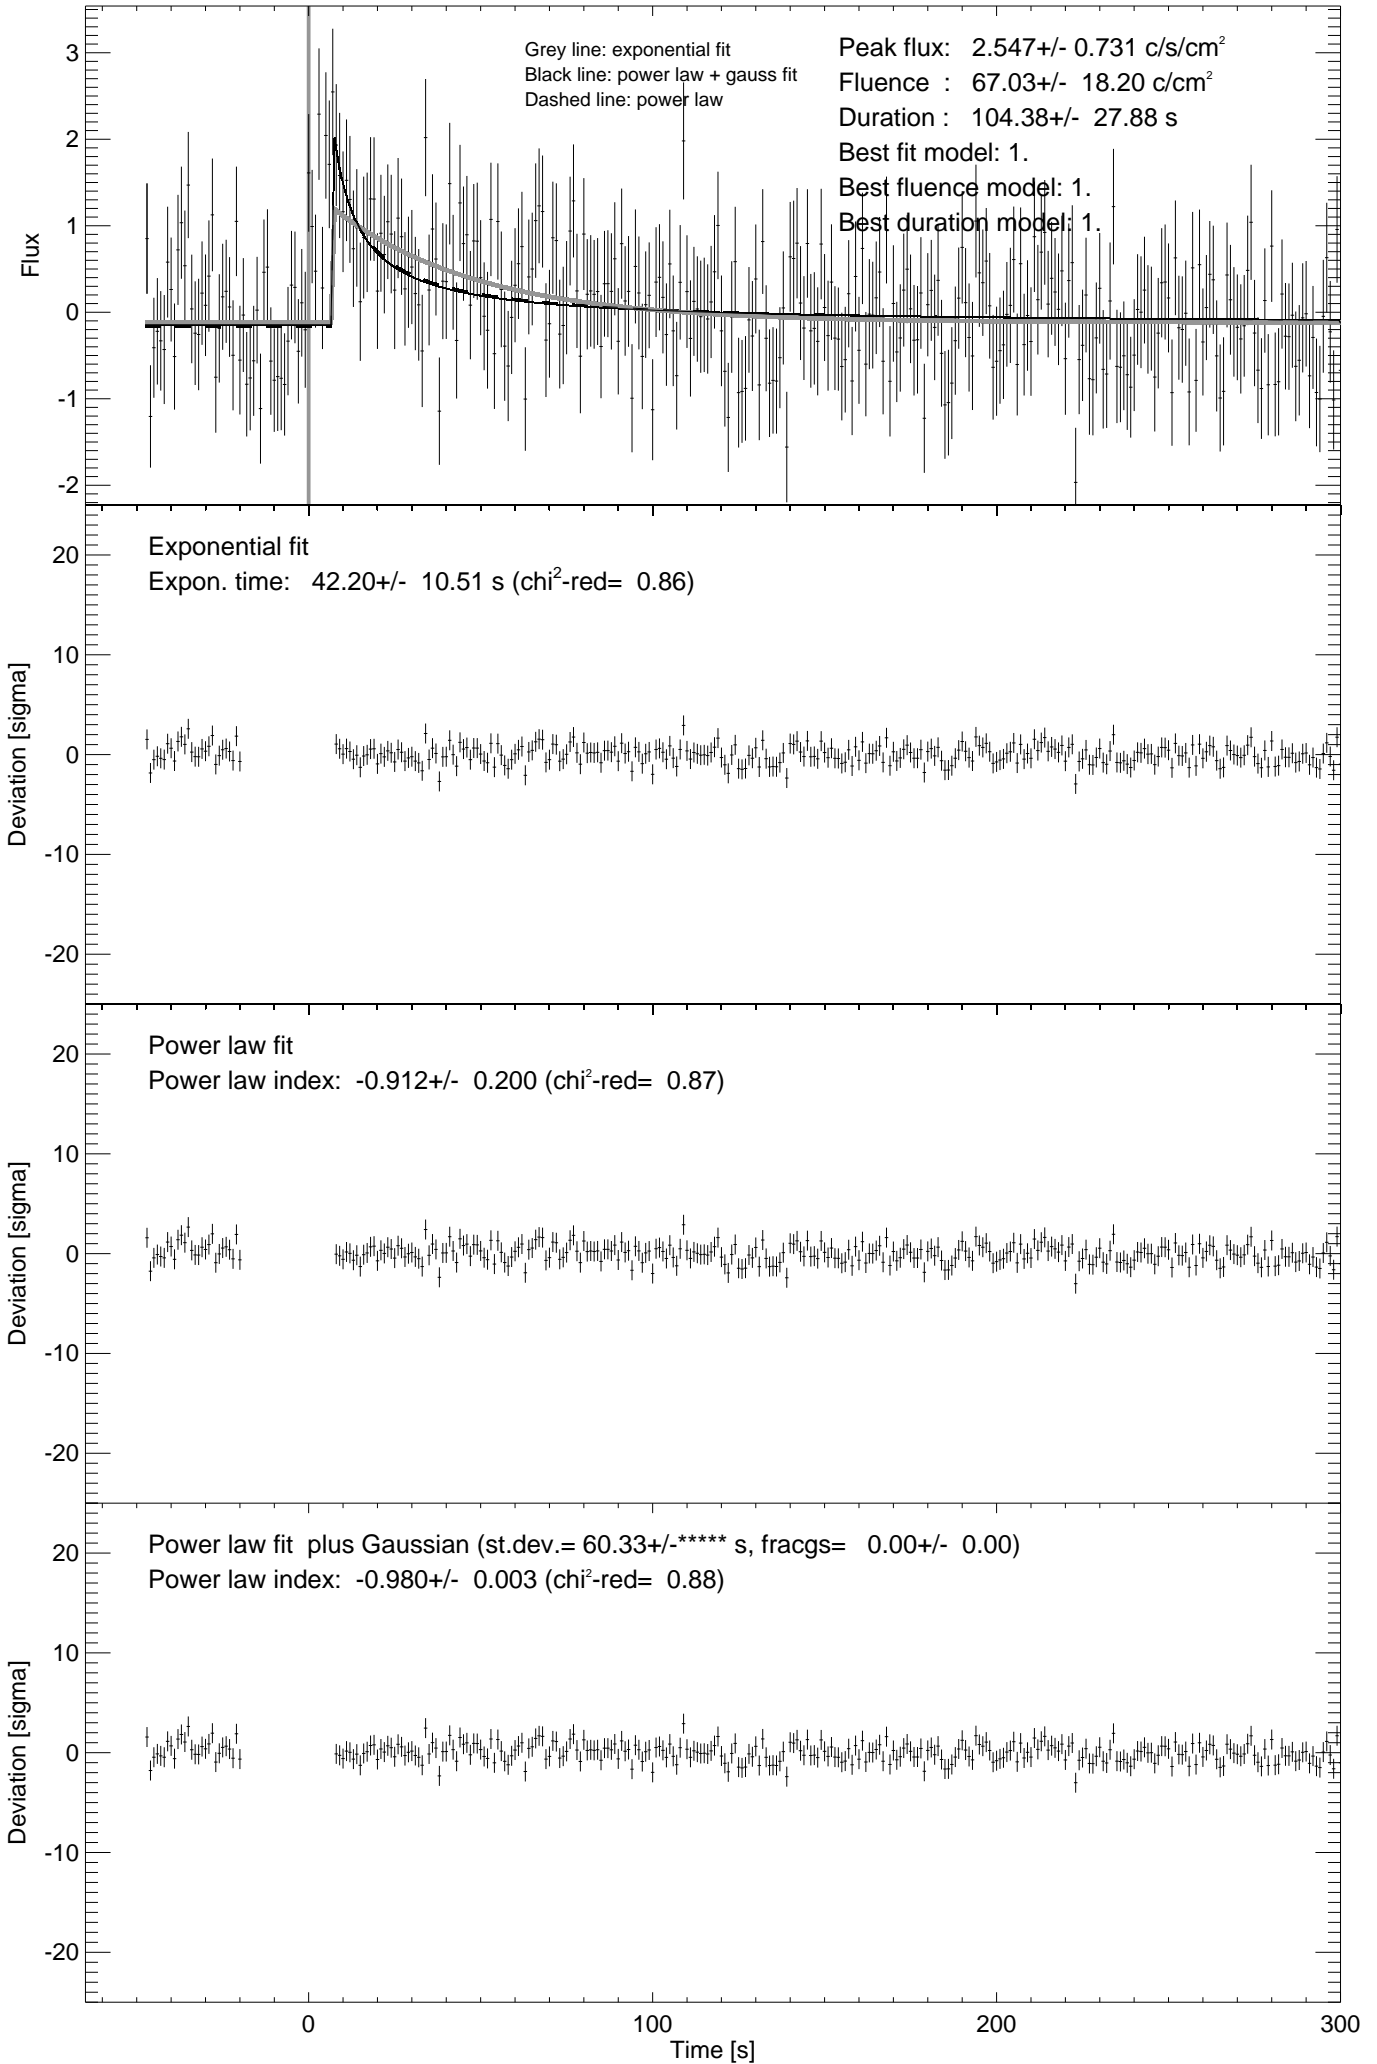 Grey line: exponential fit
Black line: power law + gauss fit
Dashed line: power law
Peak flux: 2.547+/- 0.731 c/s/cm²
Fluence : 67.03+/- 18.20 c/cm²
Duration : 104.38+/- 27.88 s
Best fit model: 1.
Best fluence model: 1.
Best duration model: 1.
3
2
1
0
-1
-2
Flux
Exponential fit
Expon. time: 42.20+/- 10.51 s (chi²-red= 0.86)
20
10
0
-10
-20
Deviation [sigma]
Power law fit
Power law index: -0.912+/- 0.200 (chi²-red= 0.87)
20
10
0
-10
-20
Deviation [sigma]
Power law fit plus Gaussian (st.dev.= 60.33+/-***** s, fracgs= 0.00+/- 0.00)
Power law index: -0.980+/- 0.003 (chi²-red= 0.88)
20
10
0
-10
-20
Deviation [sigma]
0 100 200 300
Time [s]